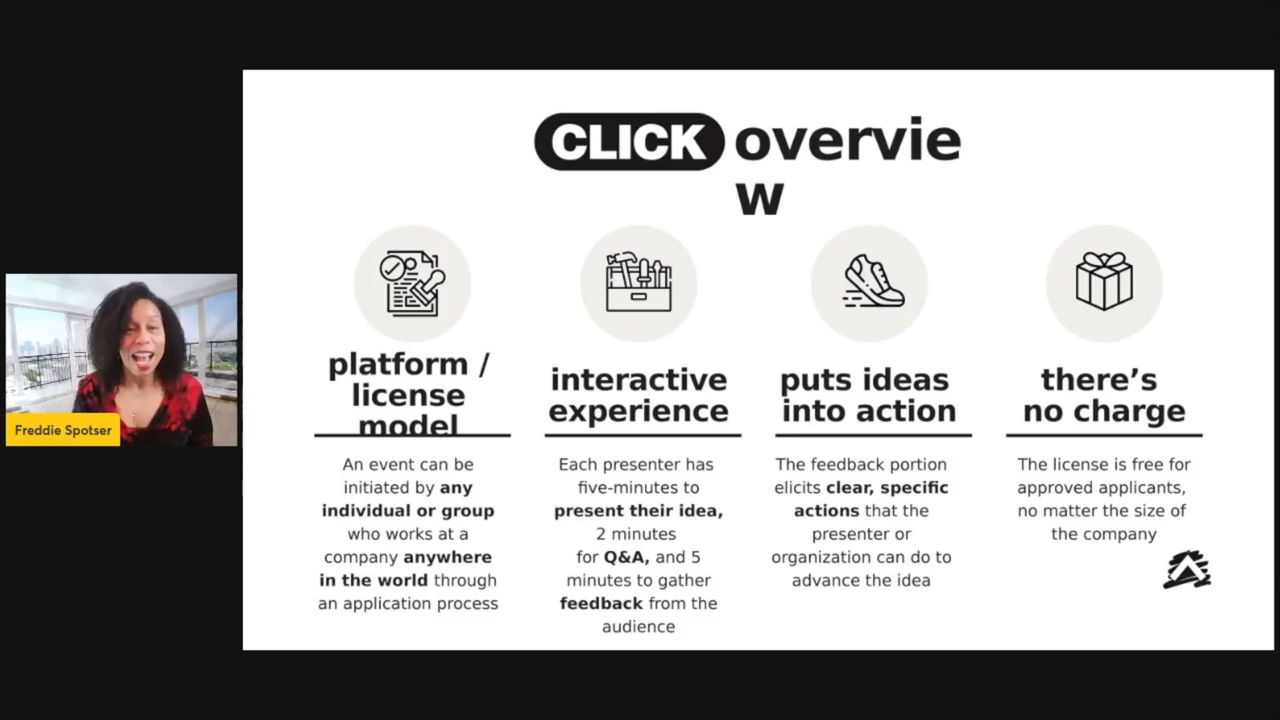 CLICK overvie
w
platform /
license
model
An event can be
initiated by any
individual or group
who works at a
company anywhere
in the world through
an application process
interactive
experience
Each presenter has
five-minutes to
present their idea,
2 minutes
for Q&A, and 5
minutes to gather
feedback from the
audience
puts ideas
into action
The feedback portion
elicits clear, specific
actions that the
presenter or
organization can do to
advance the idea
there’s
no charge
The license is free for
approved applicants,
no matter the size of
the company
Freddie Spotser